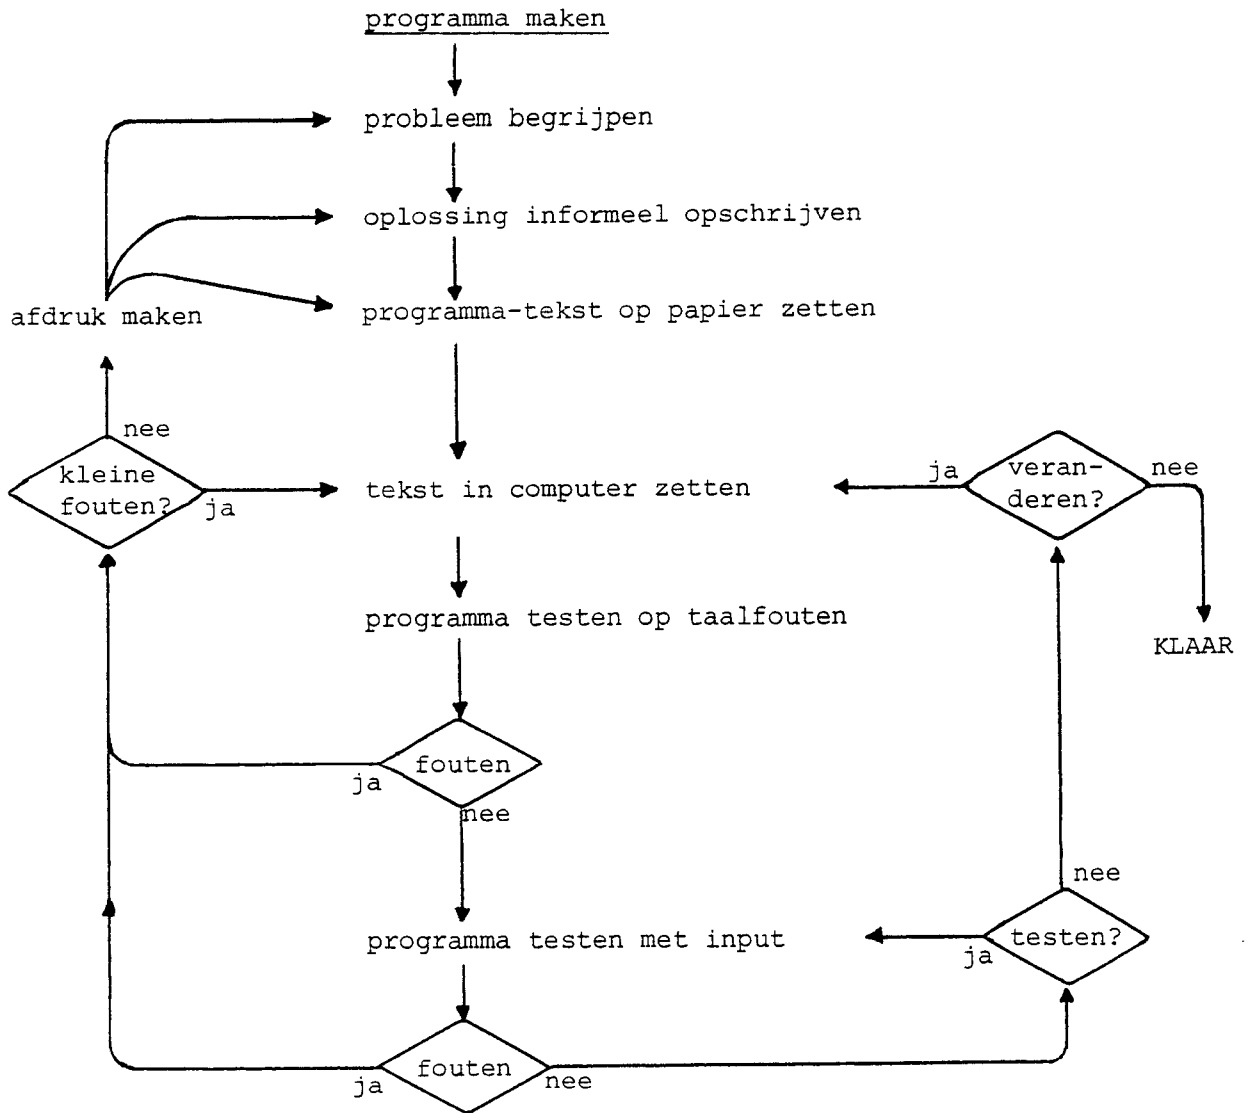 programma maken
probleem begrijpen
oplossing informeel opschrijven
afdruk maken
programma-tekst op papier zetten
nee
kleine
fouten?
ja
tekst in computer zetten
ja
veran-
deren?
nee
programma testen op taalfouten
KLAAR
fouten
ja
nee
nee
programma testen met input
testen?
ja
fouten
ja
nee